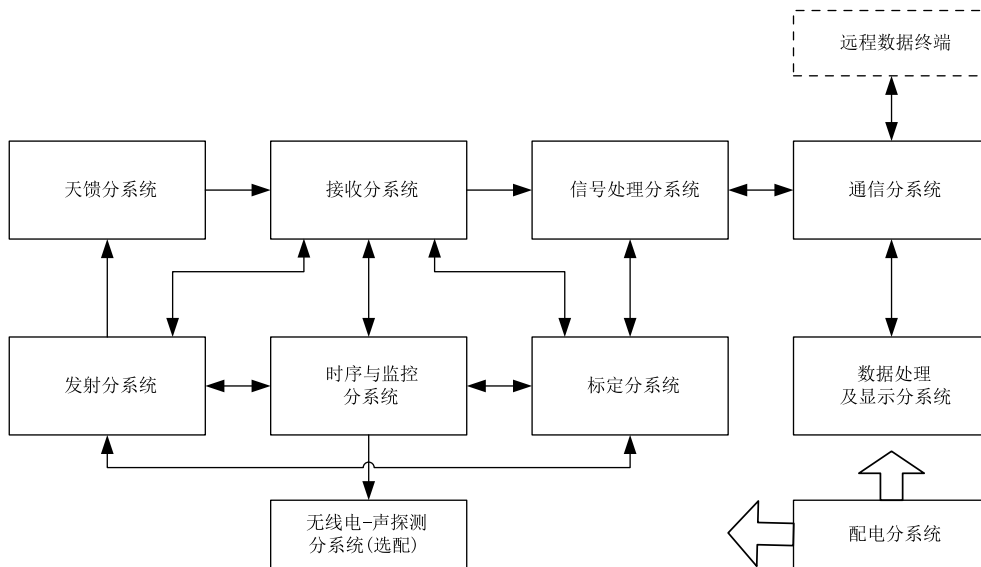 远程数据终端
天馈分系统
接收分系统
信号处理分系统
通信分系统
发射分系统
时序与监控
分系统
标定分系统
数据处理
及显示分系统
无线电-声探测
分系统(选配)
配电分系统